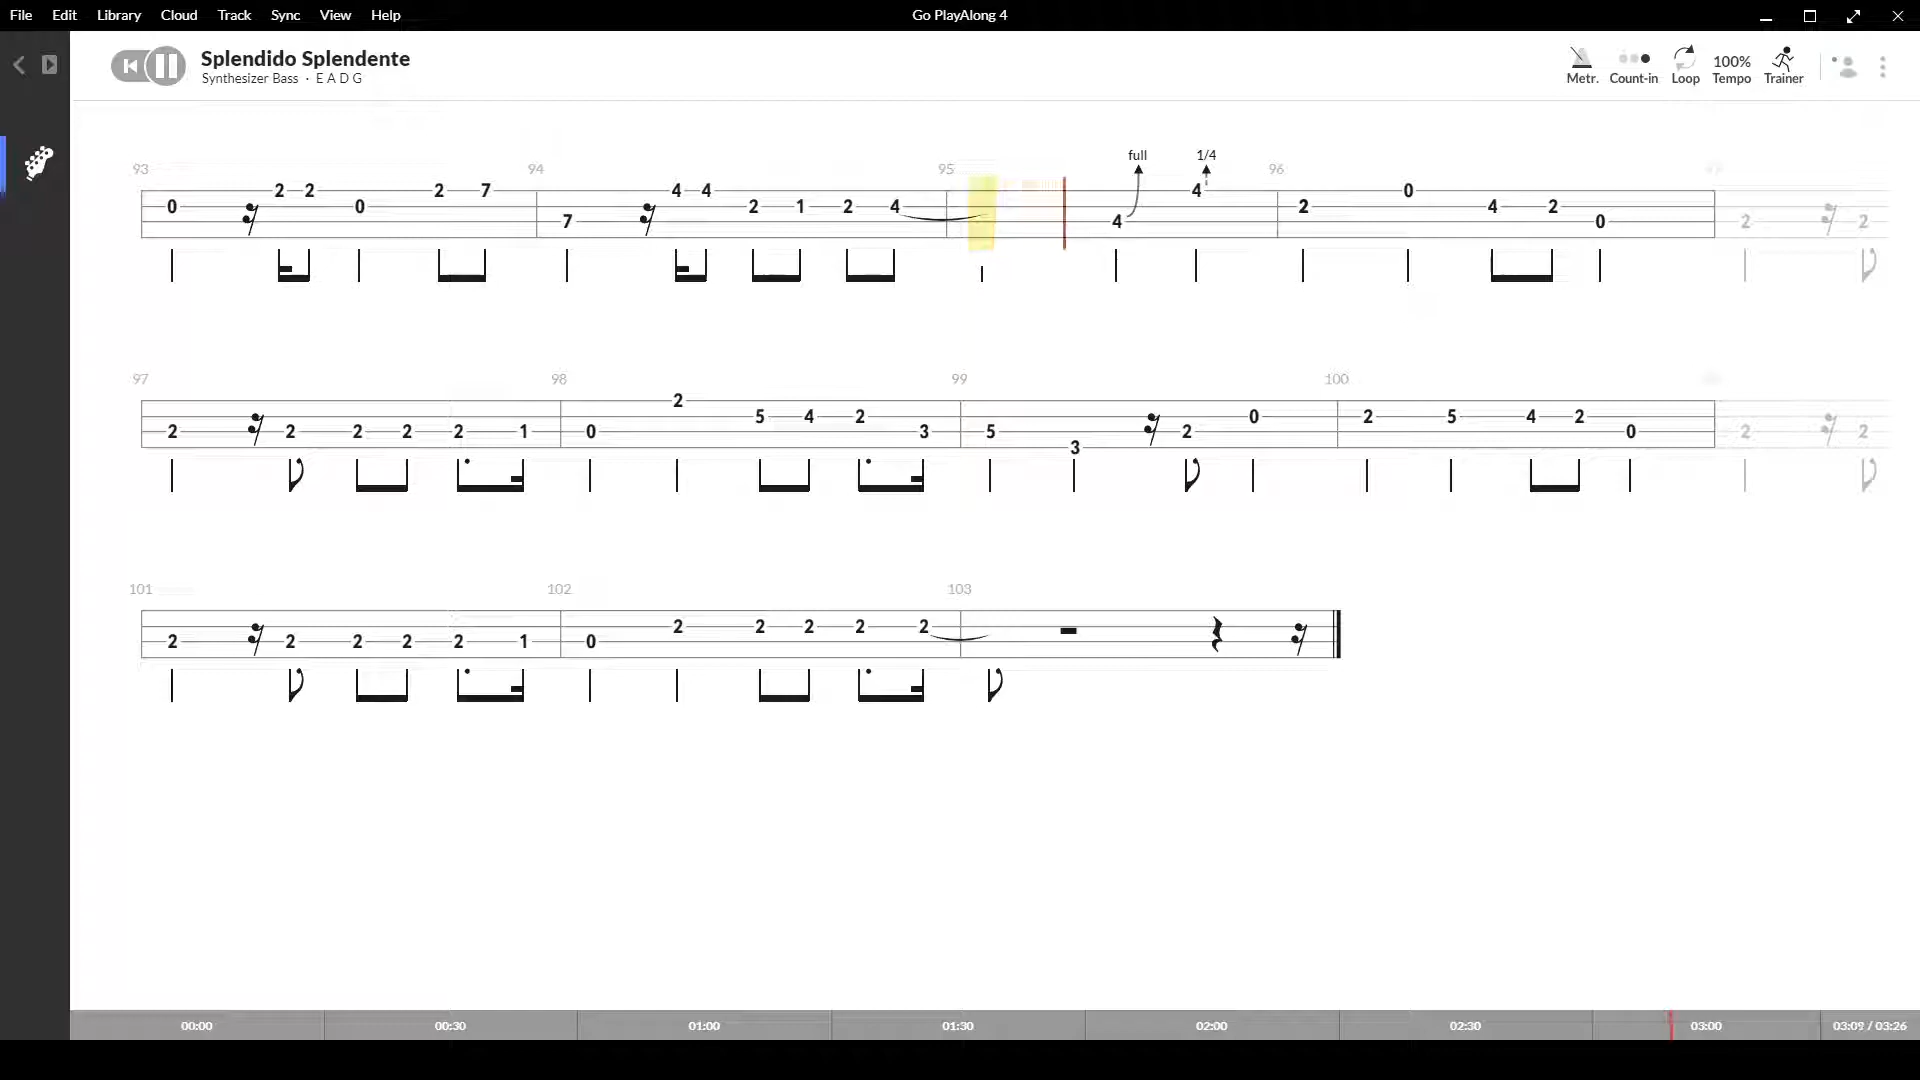 File Edit Library Cloud Track Sync View Help Go PlayAlong 4
Splendido Splendente
Synthesizer Bass · E A D G
Metr. Count-in Loop 100% Tempo Trainer
93 94 95 96
full 1/4
2 2 2 7 4 4 4 0
0 0 2 1 2 4 2 4 2
7 4 0 2 2
97 98 99 100
2
5 4 2 0 2 5 4 2
2 2 2 2 2 1 0 3 5 2 0 2 2
3
101 102 103
2 2 2 2 2
2 2 2 2 2 1 0
00:00 00:30 01:00 01:30 02:00 02:30 03:00 03:09 / 03:26